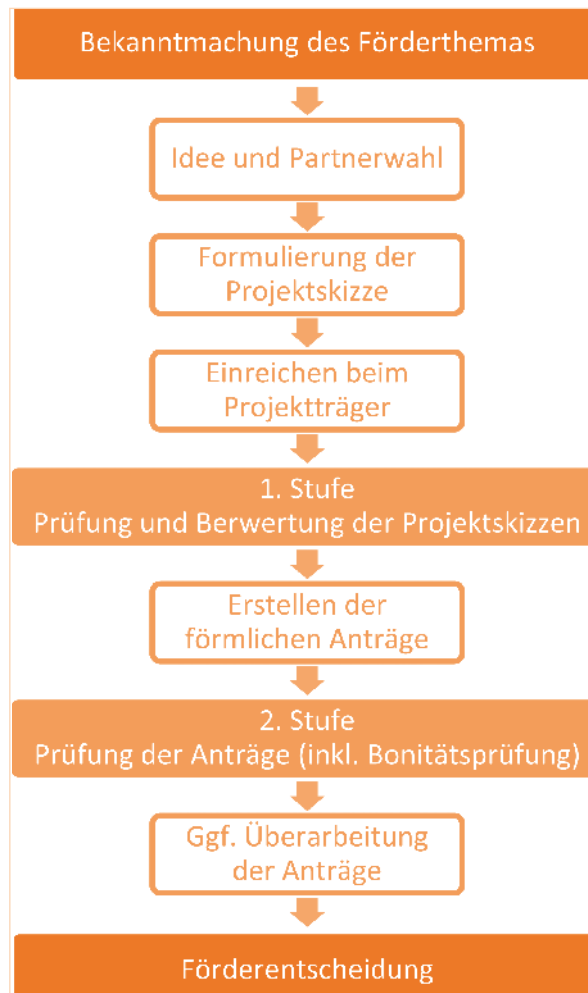 Bekanntmachung des Förderthemas
Idee und Partnerwahl
Formulierung der
Projektskizze
Einreichen beim
Projektträger
1. Stufe
Prüfung und Berwertung der Projektskizzen
Erstellen der
förmlichen Anträge
2. Stufe
Prüfung der Anträge (inkl. Bonitätsprüfung)
Ggf. Überarbeitung
der Anträge
Förderentscheidung